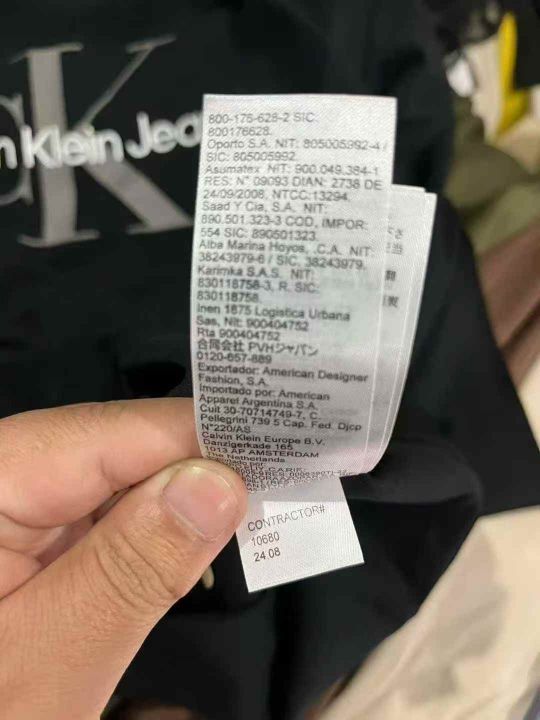 CK
n Klein Jea
800-176-628-2 SIC.
800176628.
Oporto S.A. NIT: 805005992-4 /
SIC: 805005992.
Asumatex NIT: 900.049.384-1
RES: N° 09093 DIAN: 2738 DE
24/09/2008, NTCC:13294.
Saad Y Cia, S.A. NIT:
890.501.323-3 COD, IMPOR:
554 SIC: 890501323.
Alba Marina Hoyos, .C.A. NIT:
38243979-6 / SIC, 38243979.
Karimka S.A.S. NIT:
830118758-3, R. SIC:
830118758.
Inen 1875 Logistica Urbana
Sas, Nit: 900404752
Rta 900404752
合同会社 PVHジャパン
0120-657-889
Exportador: American Designer
Fashion, S.A.
Importado por: American
Apparel Argentina S.A.
Cuit 30-70714749-7, C.
Pellegrini 739 5 Cap. Fed. Djcp
N°220/AS
Calvin Klein Europe B.V.
Danzigerkade 165
1013 AP AMSTERDAM
The Netherlands
CONTRACTOR#
10680
24.08